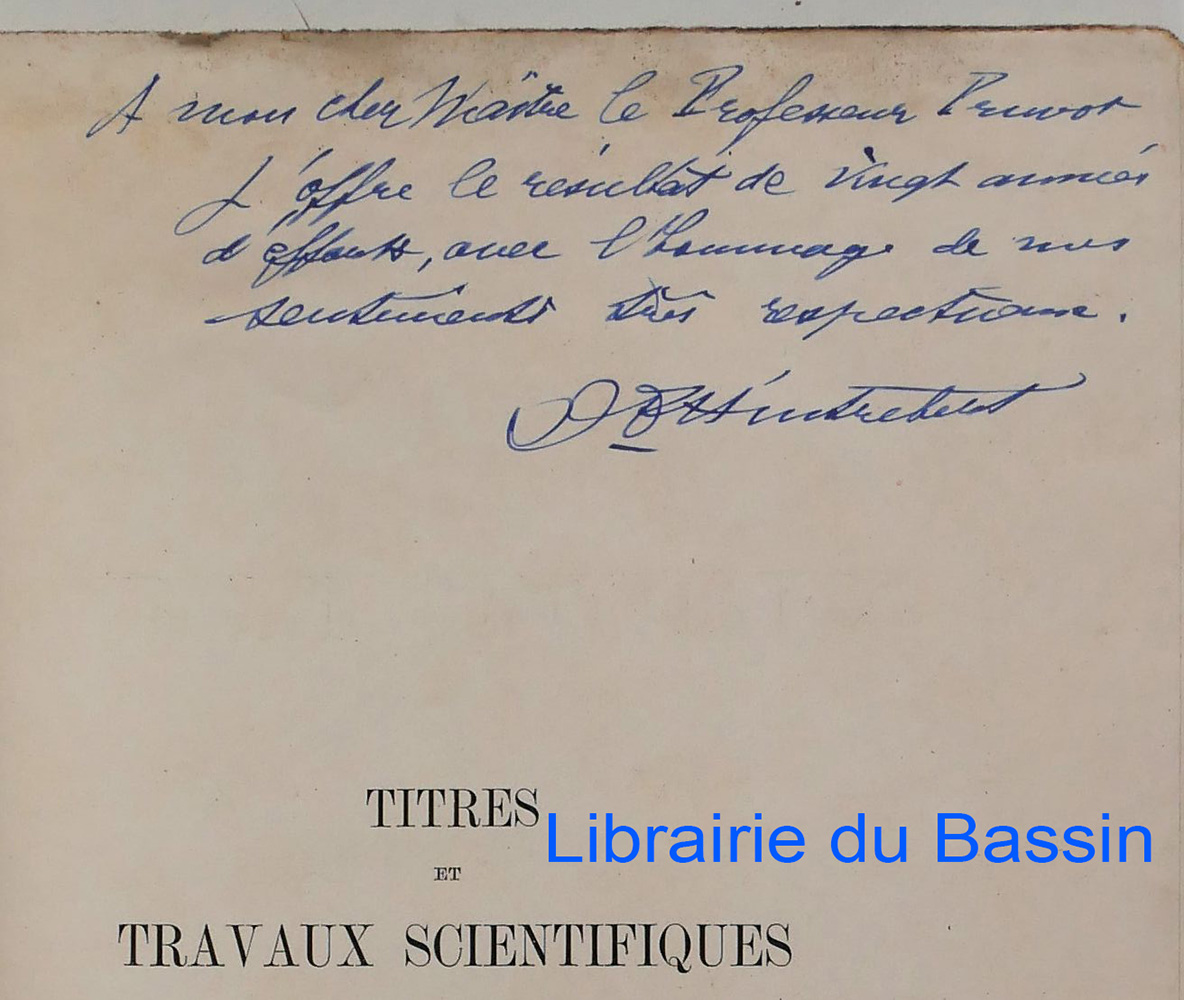 A mon cher Maître le Professeur Pruvot
J'offre le résultat de vingt années
d'efforts, avec l'hommage de mes
sentiments très respectueux.
P Wintrebert
TITRES
Librairie du Bassin
ET
TRAVAUX SCIENTIFIQUES